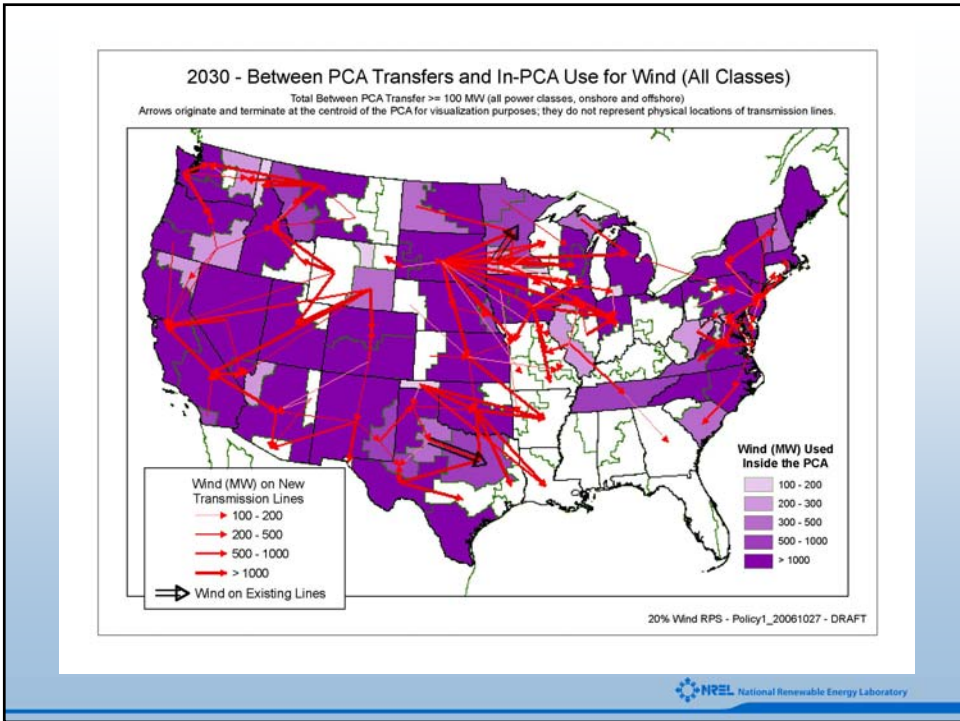 2030 - Between PCA Transfers and In-PCA Use for Wind (All Classes)
Total Between PCA Transfer >= 100 MW (all power classes, onshore and offshore)
Arrows originate and terminate at the centroid of the PCA for visualization purposes; they do not represent physical locations of transmission lines.
Wind (MW) on New
Transmission Lines
100 - 200
200 - 500
500 - 1000
> 1000
Wind on Existing Lines
Wind (MW) Used
Inside the PCA
100 - 200
200 - 300
300 - 500
500 - 1000
> 1000
20% Wind RPS - Policy1_20061027 - DRAFT
NREL National Renewable Energy Laboratory